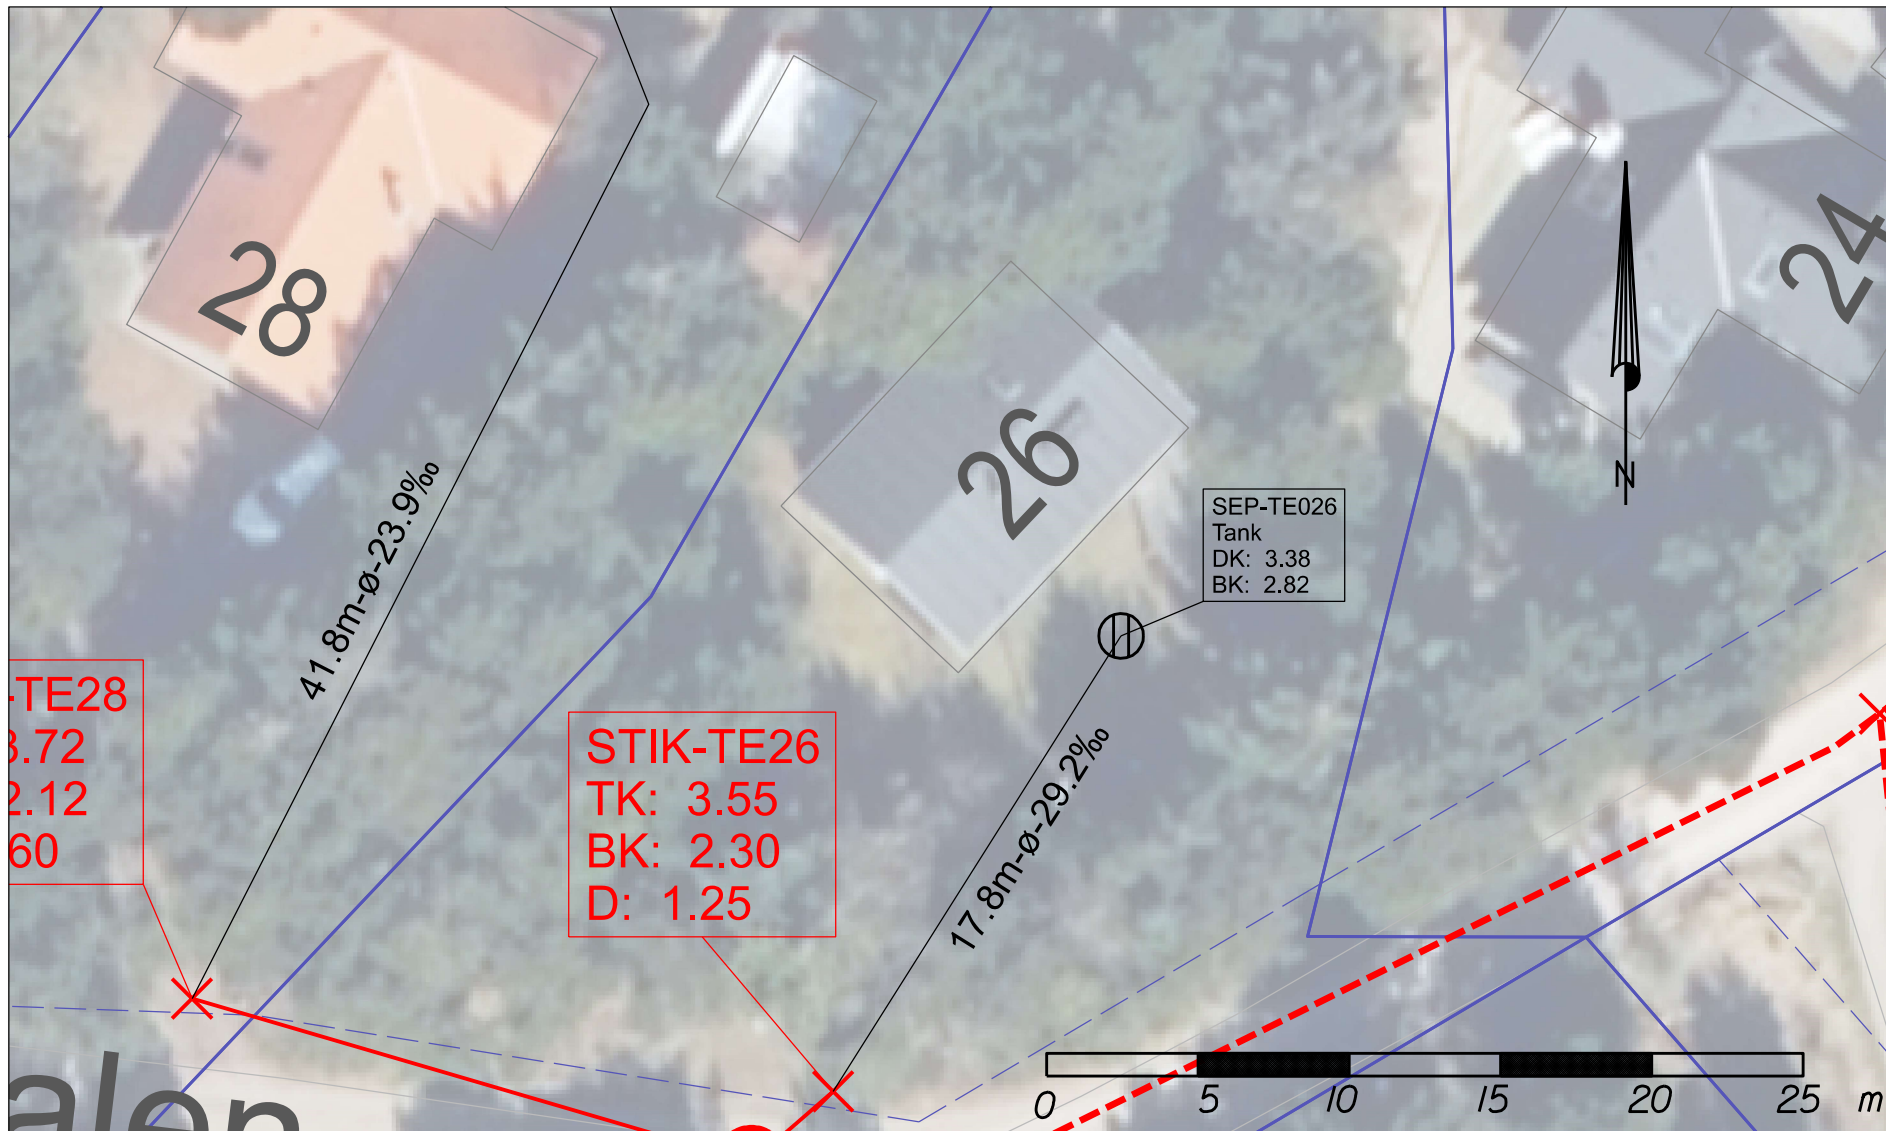 28
26
24
N
41.8m-ø-23.9‰
SEP-TE026
Tank
DK: 3.38
BK: 2.82
-TE28
3.72
2.12
60
STIK-TE26
TK: 3.55
BK: 2.30
D: 1.25
17.8m-ø-29.2‰
alen
0 5 10 15 20 25 m